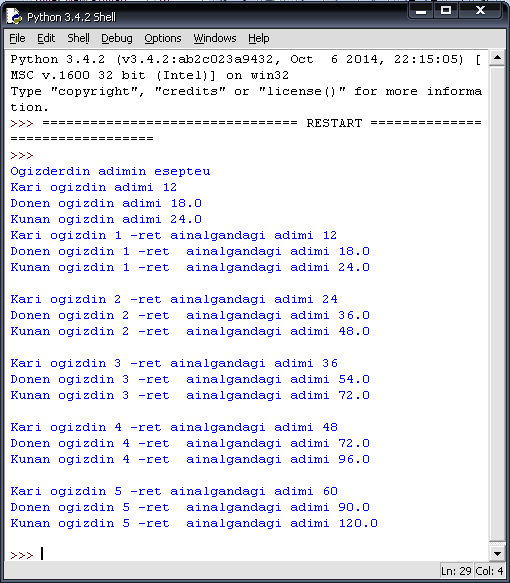 Python 3.4.2 Shell
File Edit Shell Debug Options Windows Help
Python 3.4.2 (v3.4.2:ab2c023a9432, Oct  6 2014, 22:15:05) [
MSC v.1600 32 bit (Intel)] on win32
Type "copyright", "credits" or "license()" for more informa
tion.
>>> ================================ RESTART ==============
==================
>>>
Ogizderdin adimin esepteu
Kari ogizdin adimi 12
Donen ogizdin adimi 18.0
Kunan ogizdin adimi 24.0
Kari ogizdin 1 -ret ainalgandagi adimi 12
Donen ogizdin 1 -ret  ainalgandagi adimi 18.0
Kunan ogizdin 1 -ret  ainalgandagi adimi 24.0
Kari ogizdin 2 -ret ainalgandagi adimi 24
Donen ogizdin 2 -ret  ainalgandagi adimi 36.0
Kunan ogizdin 2 -ret  ainalgandagi adimi 48.0
Kari ogizdin 3 -ret ainalgandagi adimi 36
Donen ogizdin 3 -ret  ainalgandagi adimi 54.0
Kunan ogizdin 3 -ret  ainalgandagi adimi 72.0
Kari ogizdin 4 -ret ainalgandagi adimi 48
Donen ogizdin 4 -ret  ainalgandagi adimi 72.0
Kunan ogizdin 4 -ret  ainalgandagi adimi 96.0
Kari ogizdin 5 -ret ainalgandagi adimi 60
Donen ogizdin 5 -ret  ainalgandagi adimi 90.0
Kunan ogizdin 5 -ret  ainalgandagi adimi 120.0
>>>
Ln: 29 Col: 4